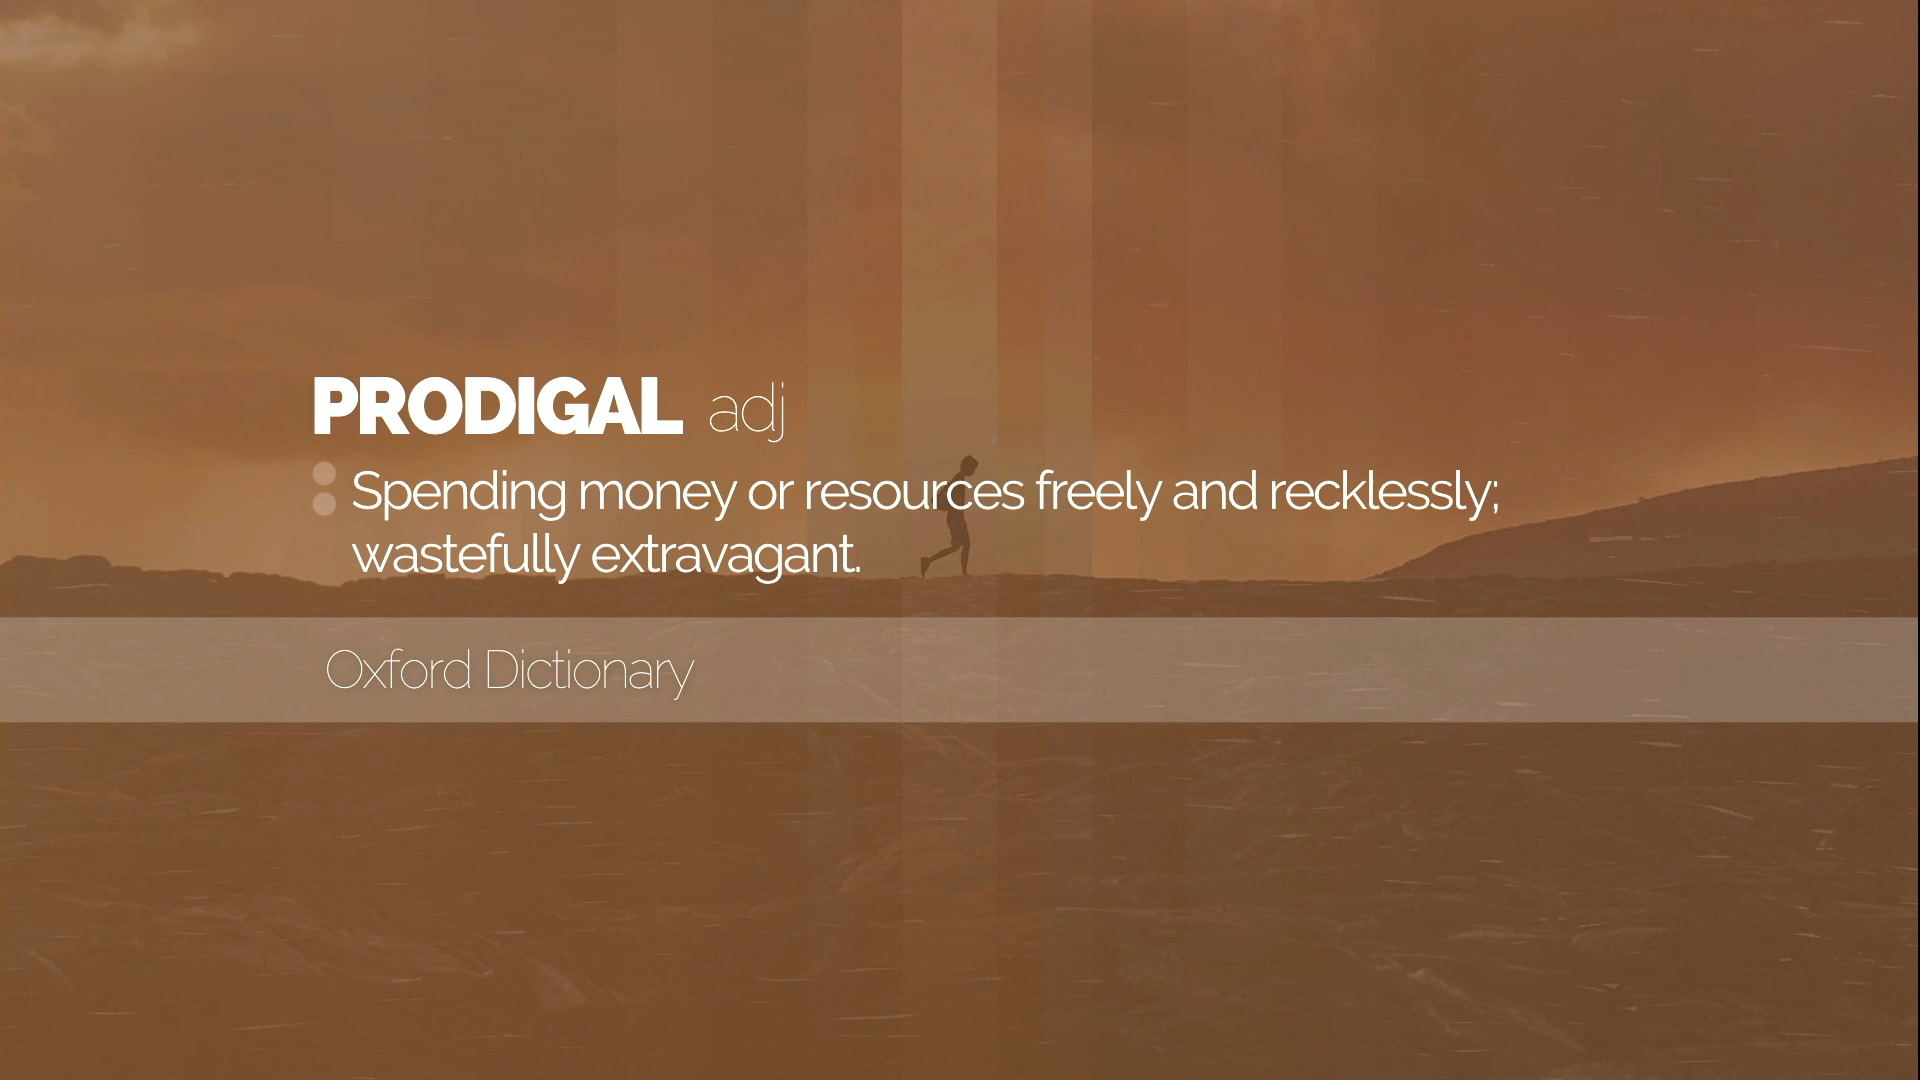 PRODIGAL adj
Spending money or resources freely and recklessly;
wastefully extravagant.
Oxford Dictionary